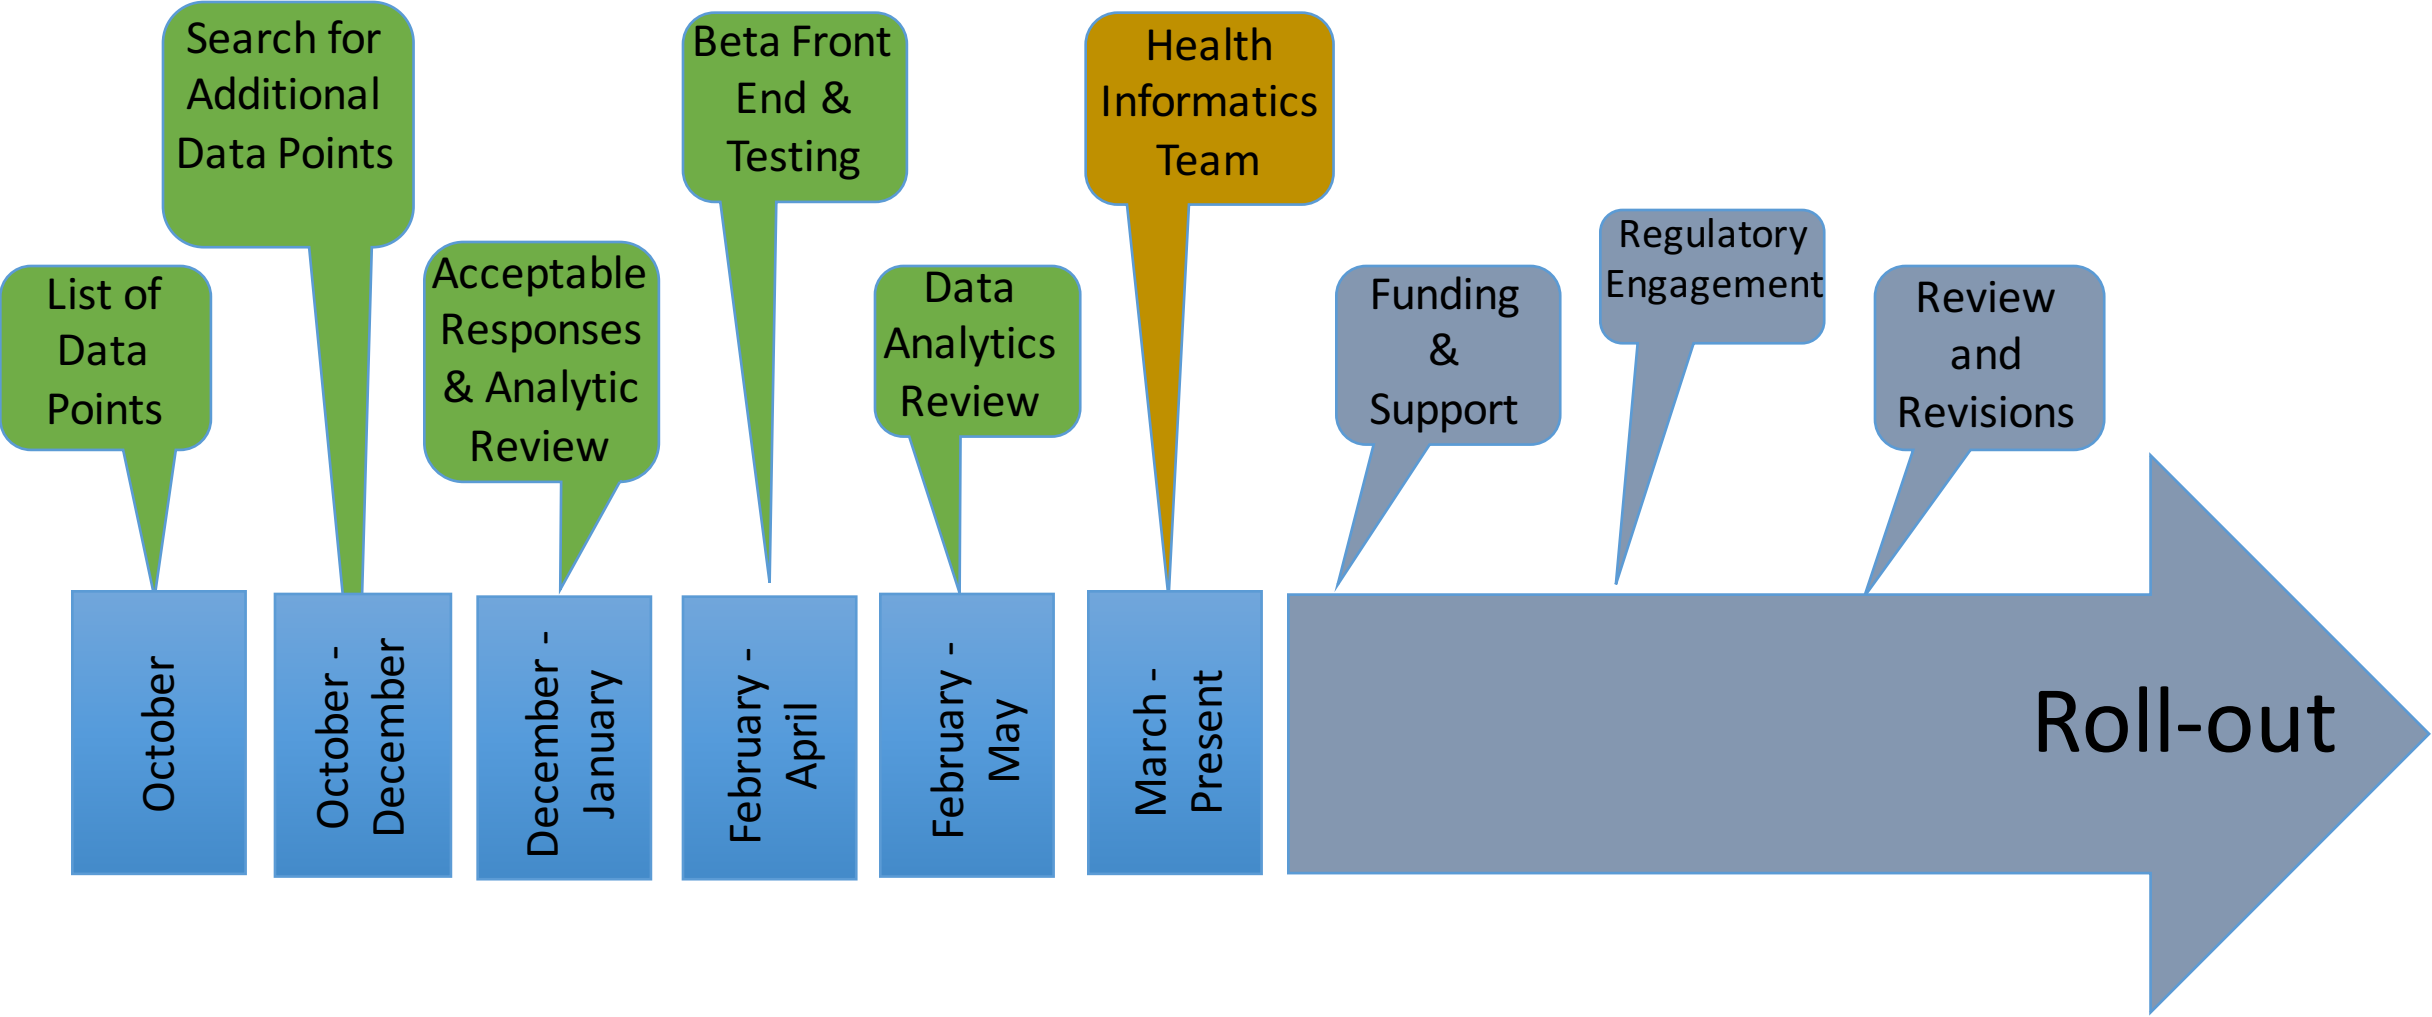 Search for
Additional
Data Points
Beta Front
End &
Testing
Health
Informatics
Team
List of
Data
Points
Acceptable
Responses
& Analytic
Review
Data
Analytics
Review
Funding
&
Support
Regulatory
Engagement
Review
and
Revisions
October
October -
December
December -
January
February -
April
February -
May
March -
Present
Roll-out